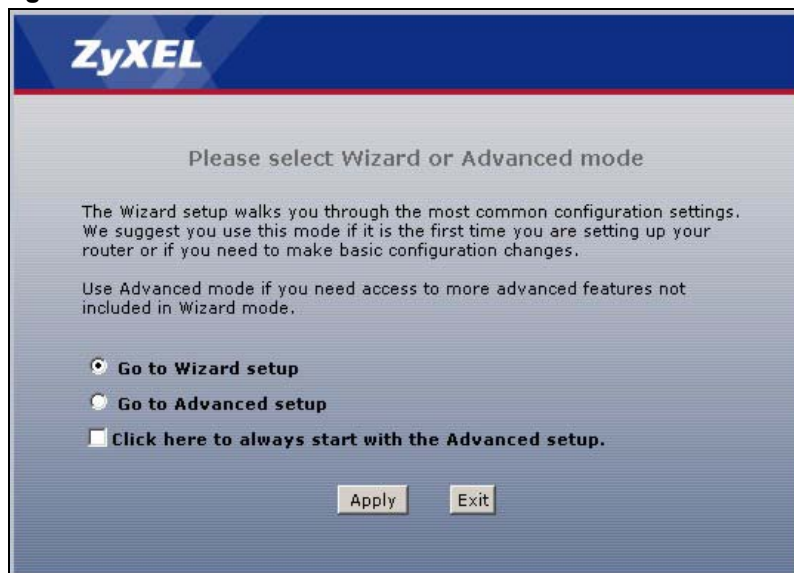 ZyXEL
Please select Wizard or Advanced mode
The Wizard setup walks you through the most common configuration settings.
We suggest you use this mode if it is the first time you are setting up your
router or if you need to make basic configuration changes.
Use Advanced mode if you need access to more advanced features not
included in Wizard mode.
Go to Wizard setup
Go to Advanced setup
Click here to always start with the Advanced setup.
Apply Exit